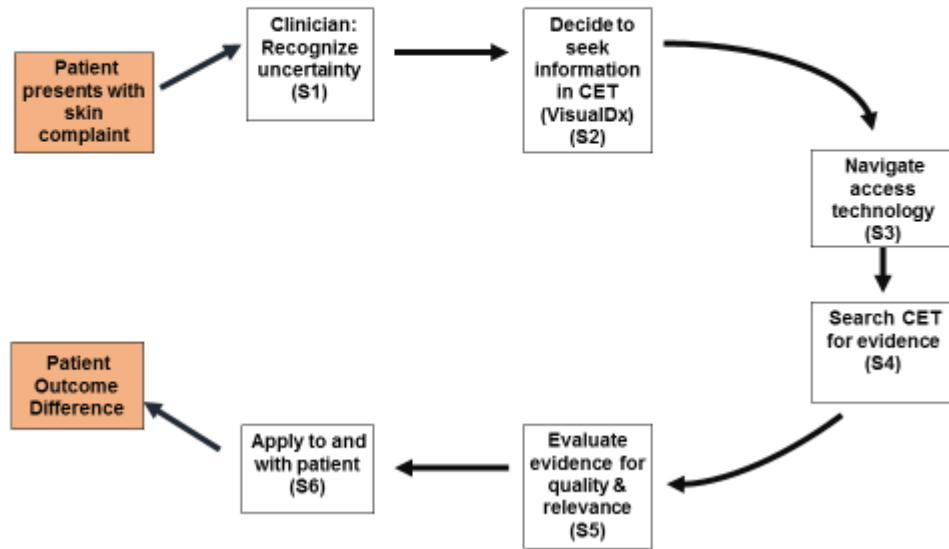 Patient
presents with
skin
complaint
Clinician:
Recognize
uncertainty
(S1)
Decide to
seek
information
in CET
(VisualDx)
(S2)
Navigate
access
technology
(S3)
Search CET
for evidence
(S4)
Evaluate
evidence for
quality &
relevance
(S5)
Apply to and
with patient
(S6)
Patient
Outcome
Difference